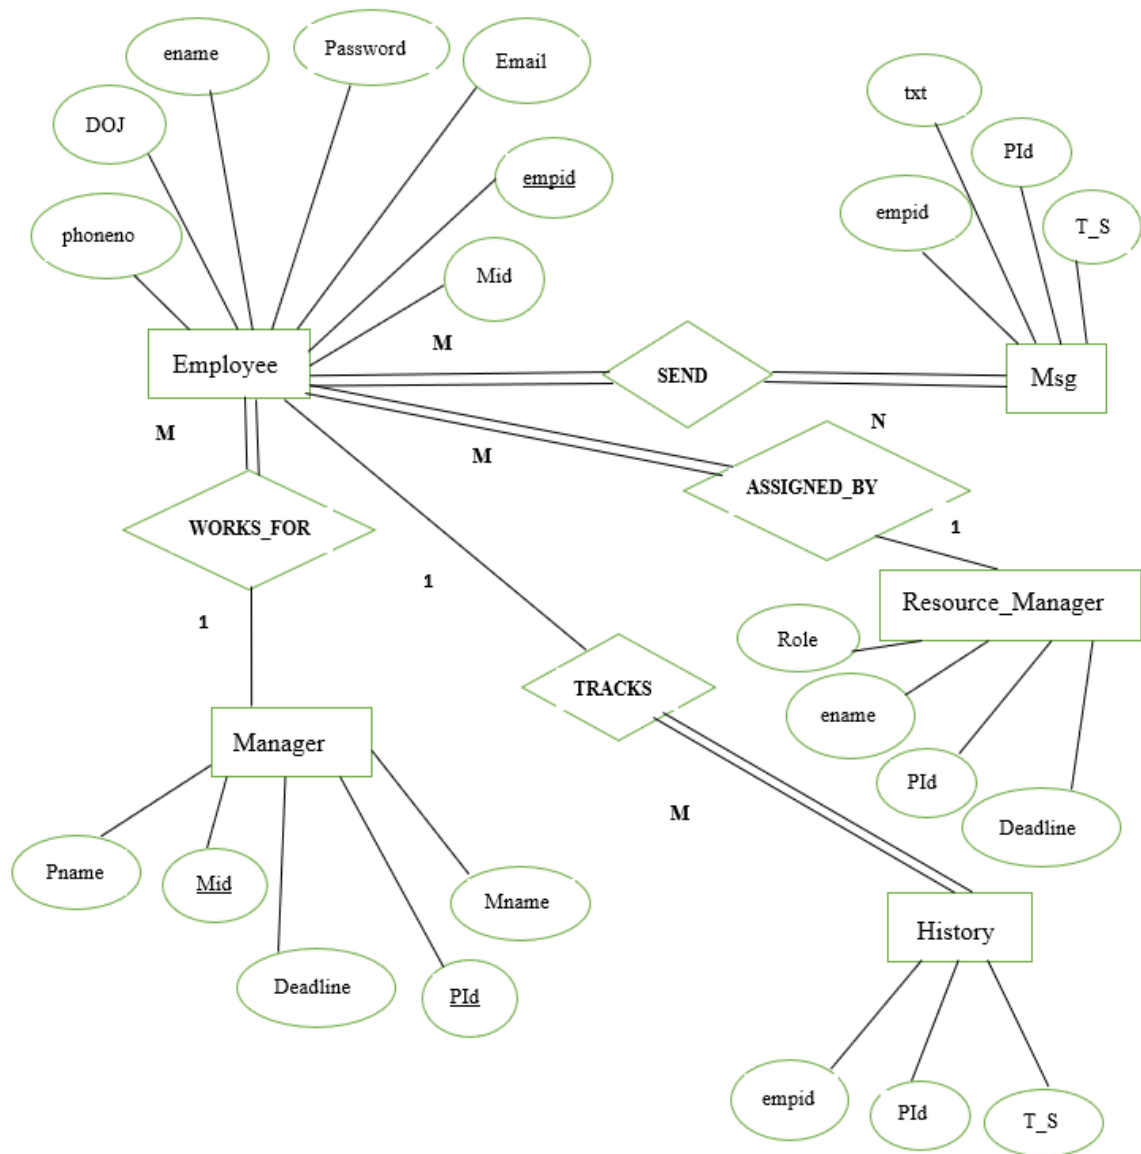 ename
Password
Email
DOJ
empid
phoneno
Mid
txt
PId
empid
T_S
Employee
M
SEND
Msg
M
M
N
ASSIGNED_BY
WORKS_FOR
1
1
1
Resource_Manager
Role
TRACKS
ename
Manager
PId
Deadline
M
Pname
Mid
Mname
History
Deadline
PId
empid
PId
T_S